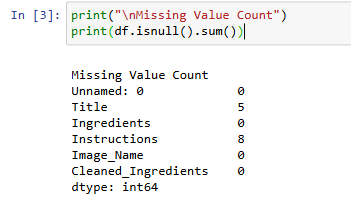 In [3]: print("\nMissing Value Count")
print(df.isnull().sum())
Missing Value Count
Unnamed: 0 0
Title 5
Ingredients 0
Instructions 8
Image_Name 0
Cleaned_Ingredients 0
dtype: int64